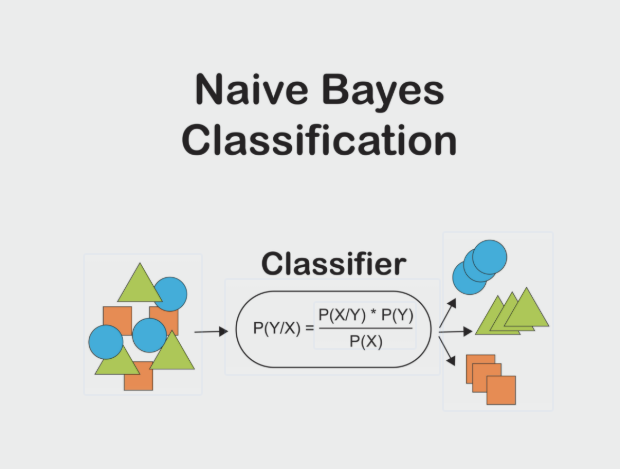 Naive Bayes
Classification
Classifier
P(Y/X) = P(X/Y) * P(Y)
P(X)